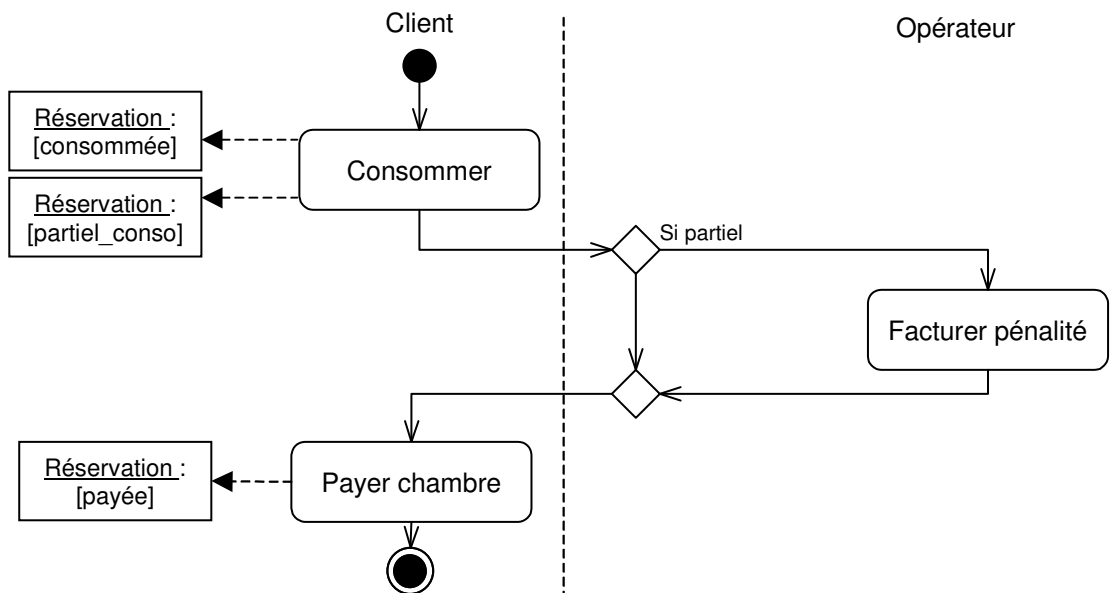 Client
Opérateur
Réservation :
[consommée]
Consommer
Réservation :
[partiel_conso]
Si partiel
Facturer pénalité
Réservation :
[payée]
Payer chambre